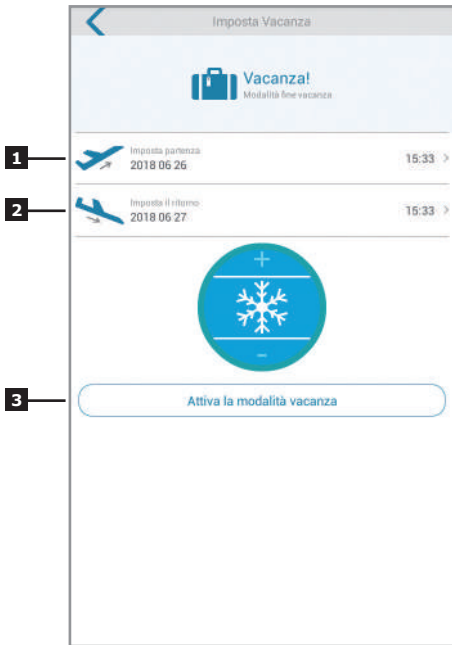 Imposta Vacanza
Vacanza!
Modalità fine vacanza
1
Imposta partenza
2018 06 26
15:33
2
Imposta il ritorno
2018 06 27
15:33
+
−
3
Attiva la modalità vacanza